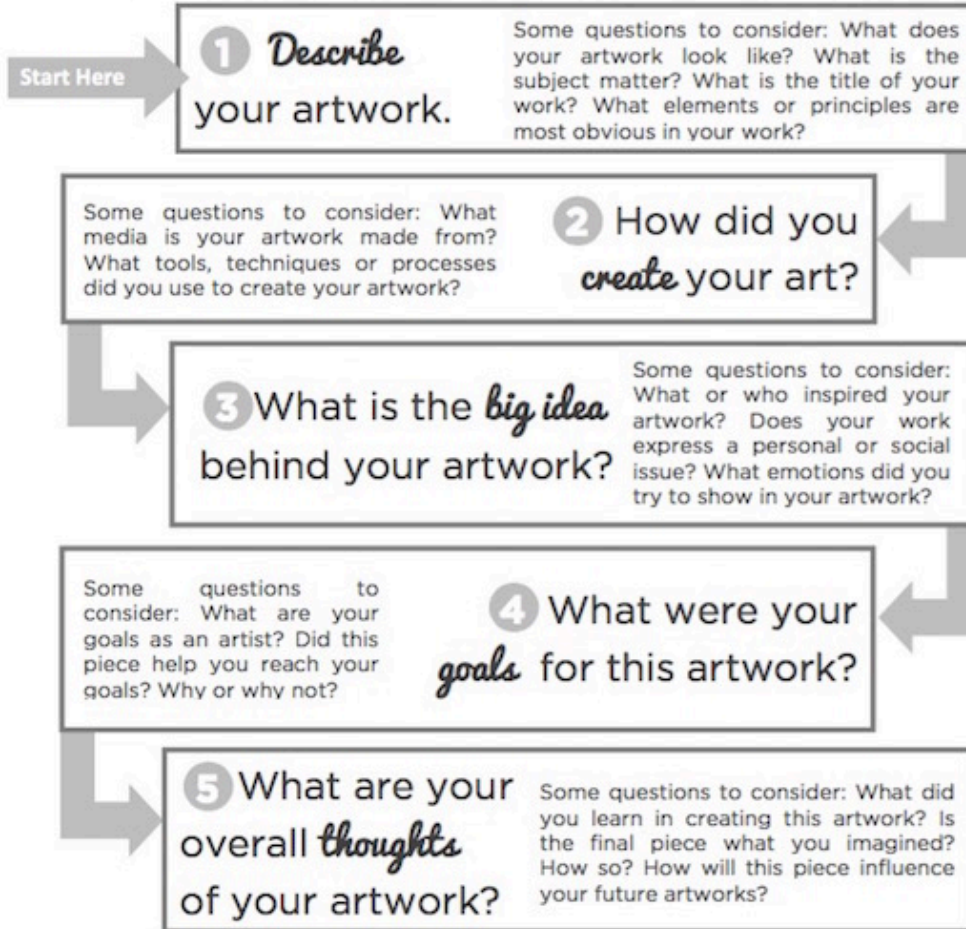 Start Here
1 Describe
your artwork.
Some questions to consider: What does
your artwork look like? What is the
subject matter? What is the title of your
work? What elements or principles are
most obvious in your work?
2 How did you
create your art?
Some questions to consider: What
media is your artwork made from?
What tools, techniques or processes
did you use to create your artwork?
3 What is the big idea
behind your artwork?
Some questions to consider:
What or who inspired your
artwork? Does your work
express a personal or social
issue? What emotions did you
try to show in your artwork?
4 What were your
goals for this artwork?
Some questions to
consider: What are your
goals as an artist? Did this
piece help you reach your
goals? Why or why not?
5 What are your
overall thoughts
of your artwork?
Some questions to consider: What did
you learn in creating this artwork? Is
the final piece what you imagined?
How so? How will this piece influence
your future artworks?